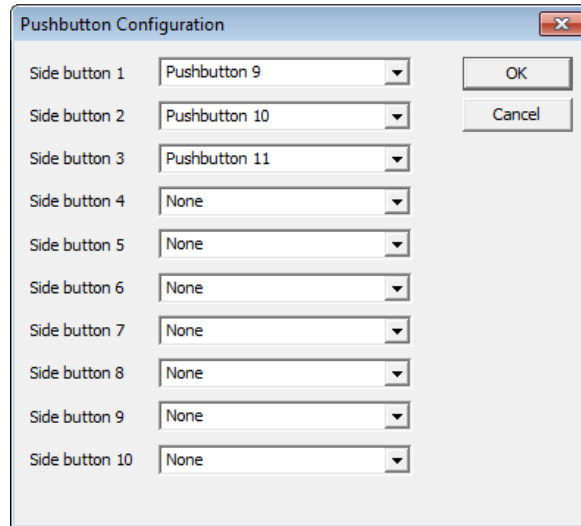 Pushbutton Configuration
Side button 1 Pushbutton 9 OK
Side button 2 Pushbutton 10 Cancel
Side button 3 Pushbutton 11
Side button 4 None
Side button 5 None
Side button 6 None
Side button 7 None
Side button 8 None
Side button 9 None
Side button 10 None